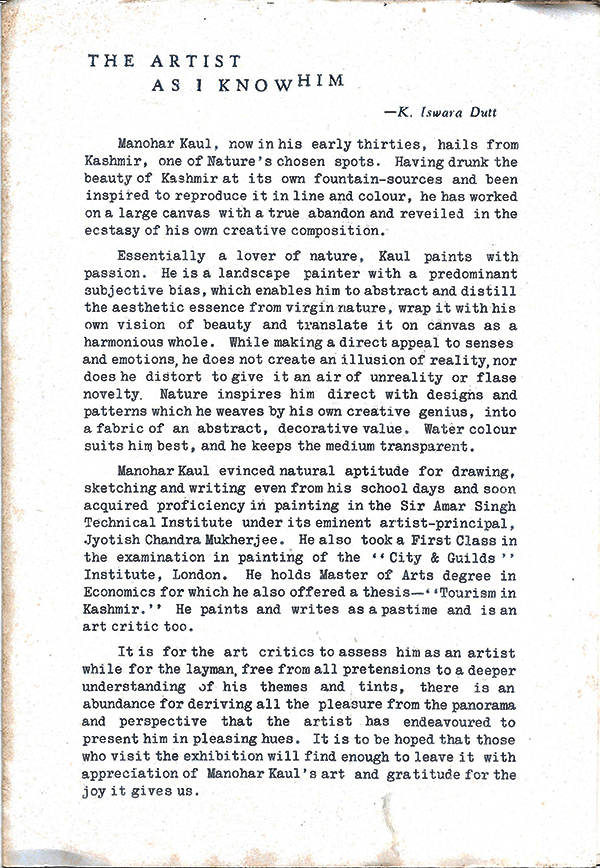 THE ARTIST
AS I KNOW HIM
—K. Iswara Dutt
Manohar Kaul, now in his early thirties, hails from
Kashmir, one of Nature's chosen spots. Having drunk the
beauty of Kashmir at its own fountain-sources and been
inspired to reproduce it in line and colour, he has worked
on a large canvas with a true abandon and reveiled in the
ecstasy of his own creative composition.
Essentially a lover of nature, Kaul paints with
passion. He is a landscape painter with a predominant
subjective bias, which enables him to abstract and distill
the aesthetic essence from virgin nature, wrap it with his
own vision of beauty and translate it on canvas as a
harmonious whole. While making a direct appeal to senses
and emotions, he does not create an illusion of reality, nor
does he distort to give it an air of unreality or flase
novelty. Nature inspires him direct with designs and
patterns which he weaves by his own creative genius, into
a fabric of an abstract, decorative value. Water colour
suits him best, and he keeps the medium transparent.
Manohar Kaul evinced natural aptitude for drawing,
sketching and writing even from his school days and soon
acquired proficiency in painting in the Sir Amar Singh
Technical Institute under its eminent artist-principal,
Jyotish Chandra Mukherjee. He also took a First Class in
the examination in painting of the ‘‘City & Guilds’’
Institute, London. He holds Master of Arts degree in
Economics for which he also offered a thesis—‘‘Tourism in
Kashmir.’’ He paints and writes as a pastime and is an
art critic too.
It is for the art critics to assess him as an artist
while for the layman, free from all pretensions to a deeper
understanding of his themes and tints, there is an
abundance for deriving all the pleasure from the panorama
and perspective that the artist has endeavoured to
present him in pleasing hues. It is to be hoped that those
who visit the exhibition will find enough to leave it with
appreciation of Manohar Kaul's art and gratitude for the
joy it gives us.